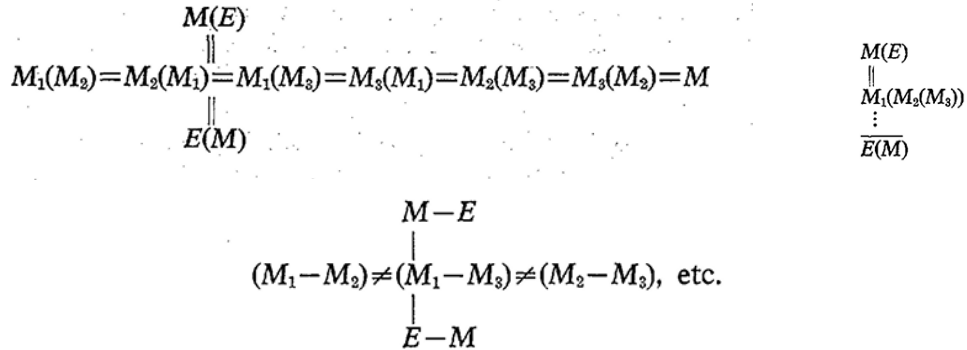 M(E)
||
M₁(M₂)=M₂(M₁)=M₁(M₃)=M₃(M₁)=M₂(M₃)=M₃(M₂)=M
||
E(M)
M(E)
||
M₁(M₂(M₃))
⋮
E(M)
M—E
|
(M₁—M₂)≠(M₁—M₃)≠(M₂—M₃), etc.
|
E—M